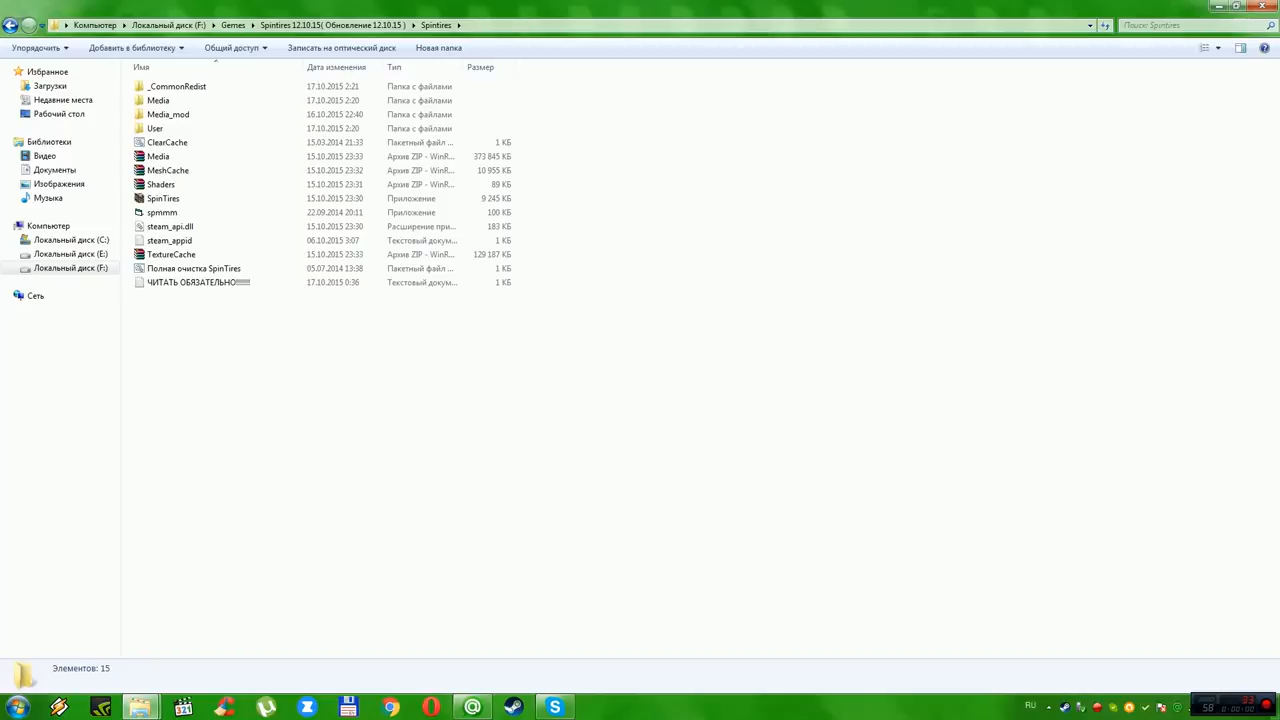 Компьютер Локальный диск (F:) Gemes Spintires 12.10.15( Обновление 12.10.15 ) Spintires
Поиск: Spintires
Упорядочить Добавить в библиотеку Общий доступ Записать на оптический диск Новая папка
Избранное
Загрузки
Недавние места
Рабочий стол
Библиотеки
Видео
Документы
Изображения
Музыка
Компьютер
Локальный диск (C:)
Локальный диск (E:)
Локальный диск (F:)
Сеть
Имя Дата изменения Тип Размер
_CommonRedist 17.10.2015 2:21 Папка с файлами
Media 17.10.2015 2:20 Папка с файлами
Media_mod 16.10.2015 22:40 Папка с файлами
User 17.10.2015 2:20 Папка с файлами
ClearCache 15.03.2014 21:33 Пакетный файл ... 1 КБ
Media 15.10.2015 23:33 Архив ZIP - WinR... 373 845 КБ
MeshCache 15.10.2015 23:32 Архив ZIP - WinR... 10 955 КБ
Shaders 15.10.2015 23:31 Архив ZIP - WinR... 89 КБ
SpinTires 15.10.2015 23:30 Приложение 9 245 КБ
spmmm 22.09.2014 20:11 Приложение 100 КБ
steam_api.dll 15.10.2015 23:30 Расширение при... 183 КБ
steam_appid 06.10.2015 3:07 Текстовый докум... 1 КБ
TextureCache 15.10.2015 23:33 Архив ZIP - WinR... 129 187 КБ
Полная очистка SpinTires 05.07.2014 13:38 Пакетный файл ... 1 КБ
ЧИТАТЬ ОБЯЗАТЕЛЬНО!!!!!!! 17.10.2015 0:36 Текстовый докум... 1 КБ
Элементов: 15
321
RU
58 33 0:00:00